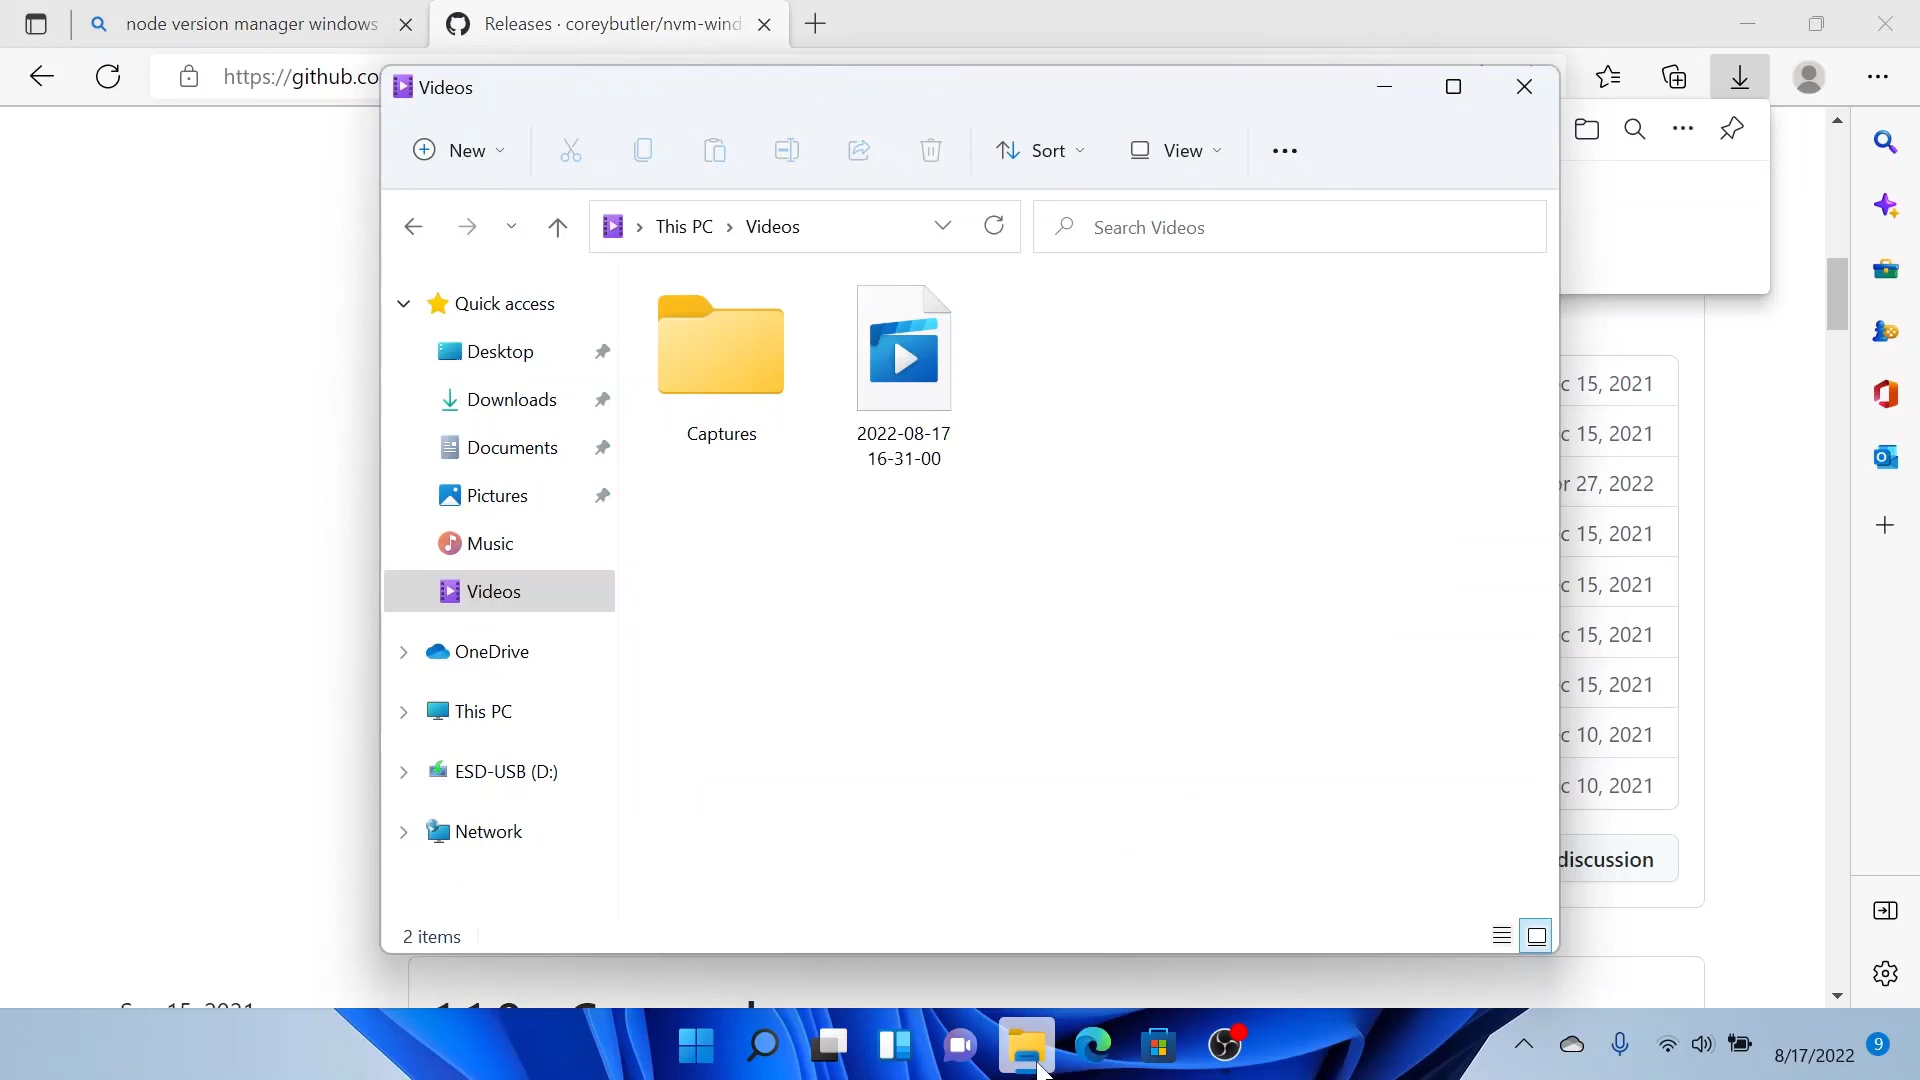 node version manager windows
Releases · coreybutler/nvm-wind
https://github.co
Videos
New
Sort
View
This PC
Videos
Search Videos
Quick access
Desktop
Downloads
Documents
Pictures
Music
Videos
OneDrive
This PC
ESD-USB (D:)
Network
Captures
2022-08-17
16-31-00
c 15, 2021
c 15, 2021
r 27, 2022
c 15, 2021
c 15, 2021
c 15, 2021
c 15, 2021
c 10, 2021
c 10, 2021
discussion
2 items
8/17/2022
9